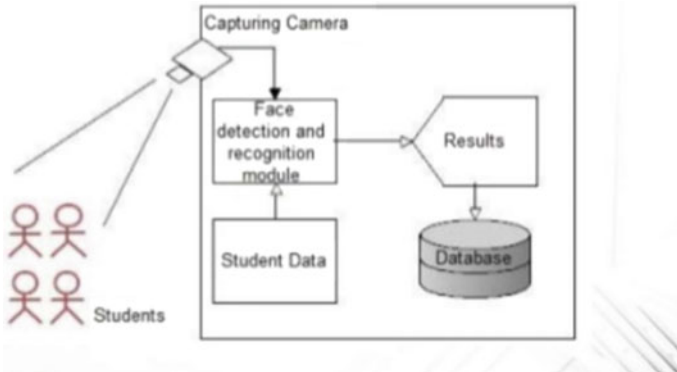 Capturing Camera
Face
detection and
recognition
module
Results
Student Data
Database
Students